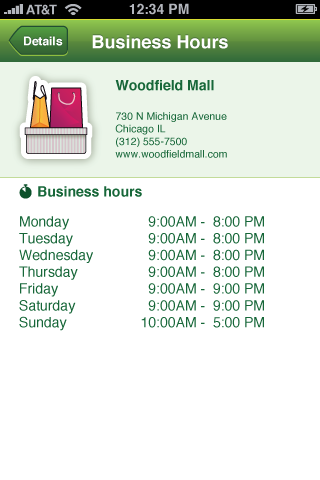 AT&T 12:34 PM
Details Business Hours
Woodfield Mall
730 N Michigan Avenue
Chicago IL
(312) 555-7500
www.woodfieldmall.com
Business hours
Monday 9:00AM - 8:00 PM
Tuesday 9:00AM - 8:00 PM
Wednesday 9:00AM - 8:00 PM
Thursday 9:00AM - 8:00 PM
Friday 9:00AM - 9:00 PM
Saturday 9:00AM - 9:00 PM
Sunday 10:00AM - 5:00 PM